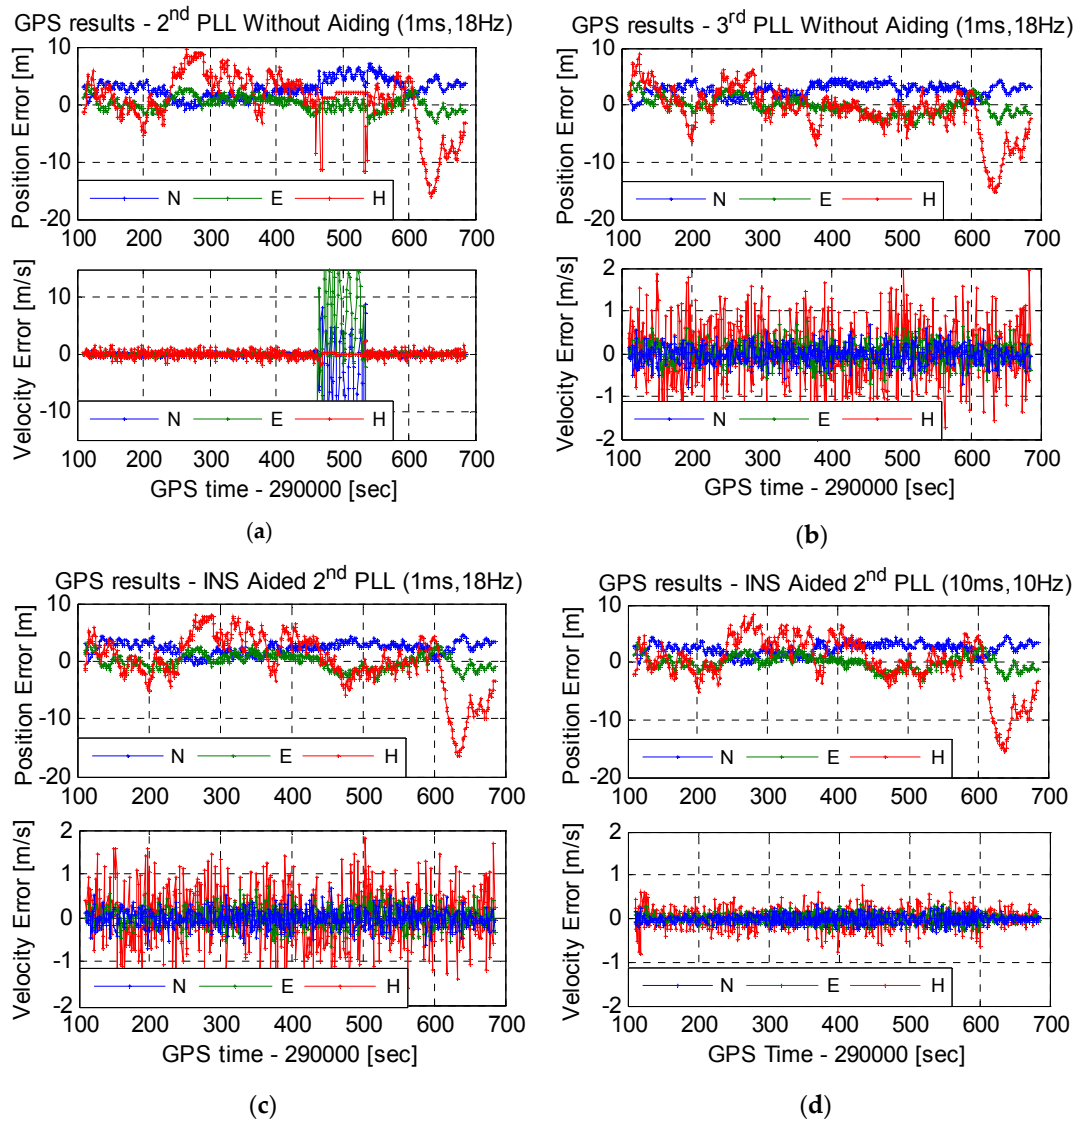 GPS results - 2nd PLL Without Aiding (1ms,18Hz)
Position Error [m]
10
0
-10
-20
N E H
100 200 300 400 500 600 700
Velocity Error [m/s]
10
0
-10
N E H
100 200 300 400 500 600 700
GPS time - 290000 [sec]
(a)
GPS results - 3rd PLL Without Aiding (1ms,18Hz)
Position Error [m]
10
0
-10
-20
N E H
100 200 300 400 500 600 700
Velocity Error [m/s]
2
1
0
-1
-2
N E H
100 200 300 400 500 600 700
GPS time - 290000 [sec]
(b)
GPS results - INS Aided 2nd PLL (1ms,18Hz)
Position Error [m]
10
0
-10
-20
N E H
100 200 300 400 500 600 700
Velocity Error [m/s]
2
1
0
-1
-2
N E H
100 200 300 400 500 600 700
GPS time - 290000 [sec]
(c)
GPS results - INS Aided 2nd PLL (10ms,10Hz)
Position Error [m]
10
0
-10
-20
N E H
100 200 300 400 500 600 700
Velocity Error [m/s]
2
1
0
-1
-2
N E H
100 200 300 400 500 600 700
GPS Time - 290000 [sec]
(d)